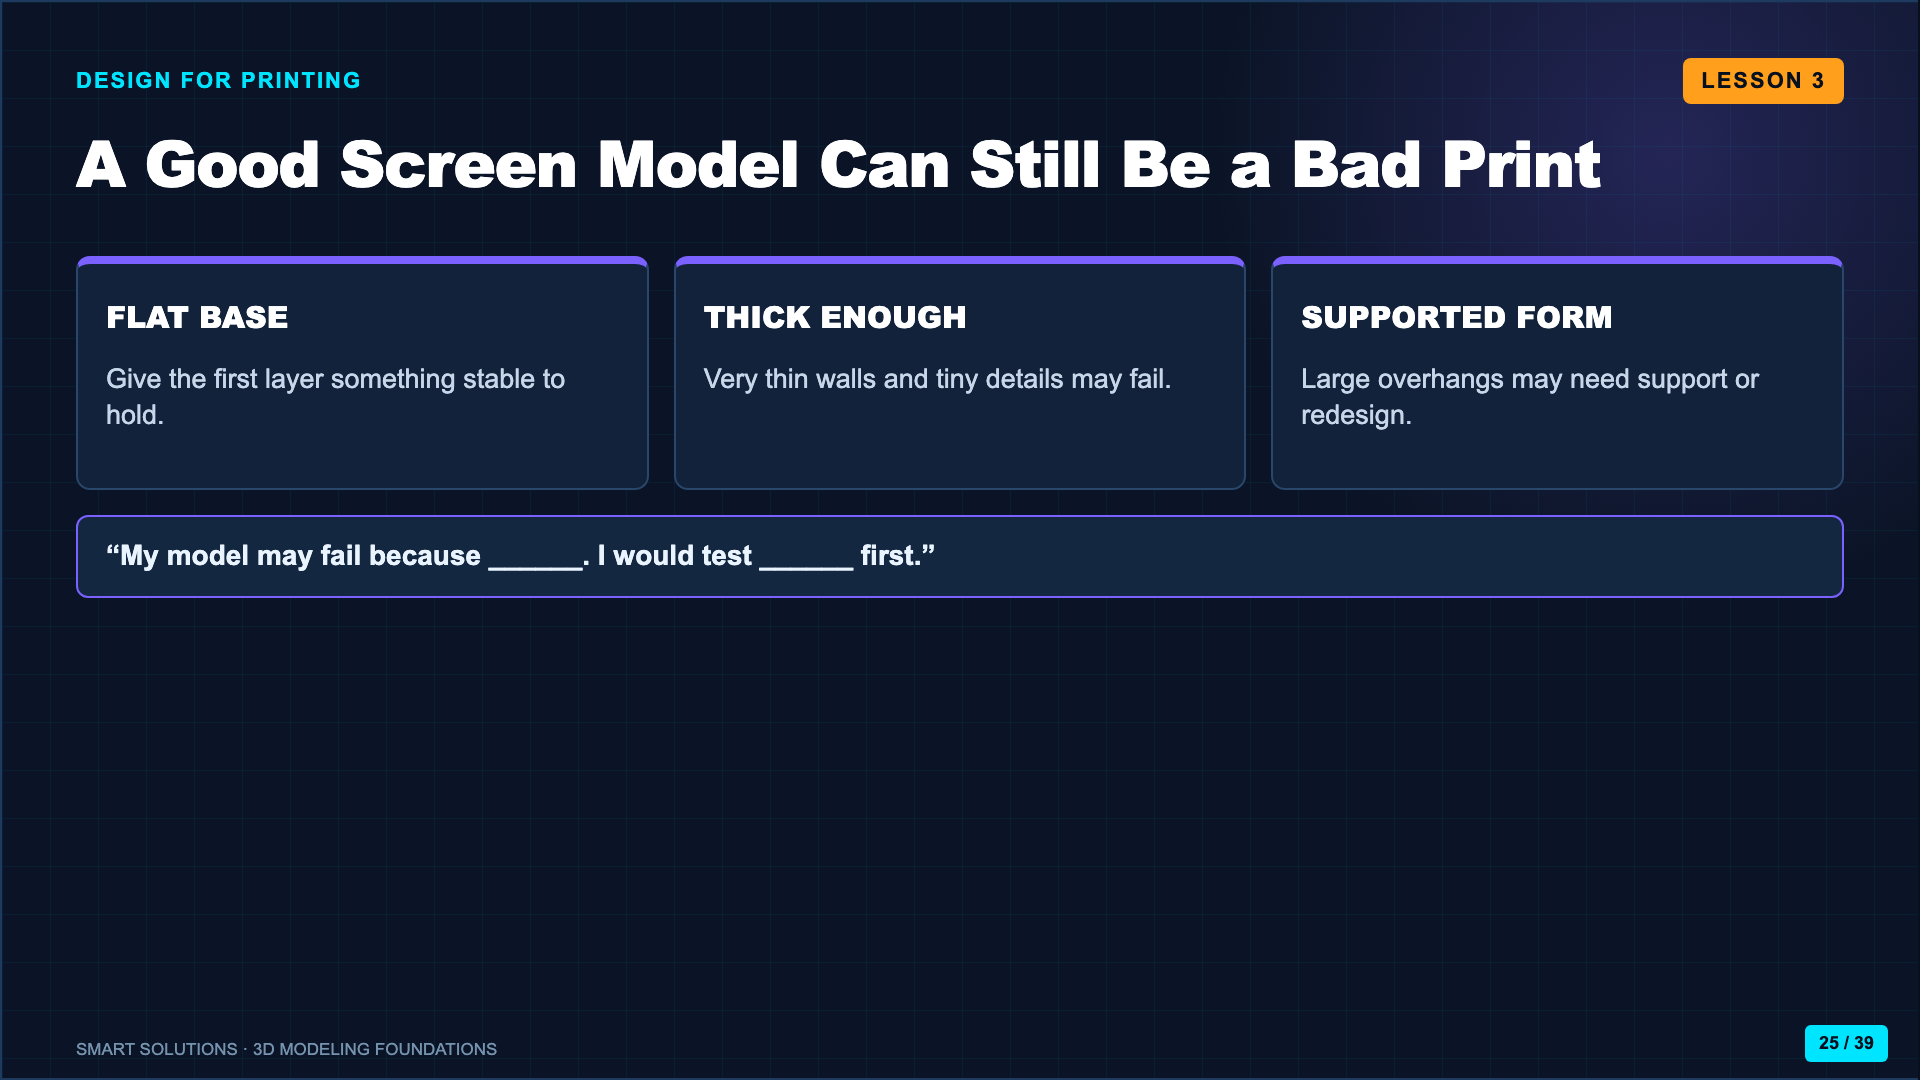 DESIGN FOR PRINTING
LESSON 3
A Good Screen Model Can Still Be a Bad Print
FLAT BASE
Give the first layer something stable to
hold.
THICK ENOUGH
Very thin walls and tiny details may fail.
SUPPORTED FORM
Large overhangs may need support or
redesign.
“My model may fail because ______. I would test ______ first.”
SMART SOLUTIONS · 3D MODELING FOUNDATIONS
25 / 39